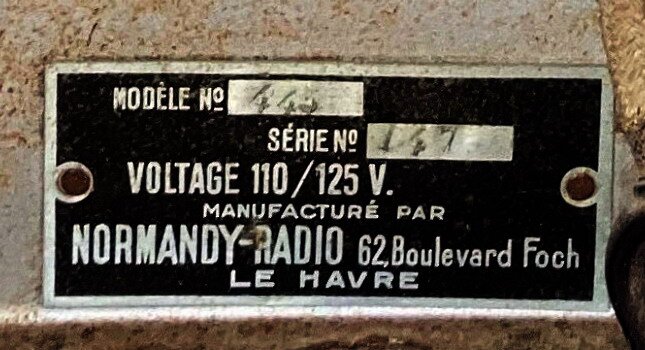 MODÈLE Nº
SÉRIE Nº 147
VOLTAGE 110/125 V.
MANUFACTURÉ PAR
NORMANDY-RADIO 62, Boulevard Foch
LE HAVRE